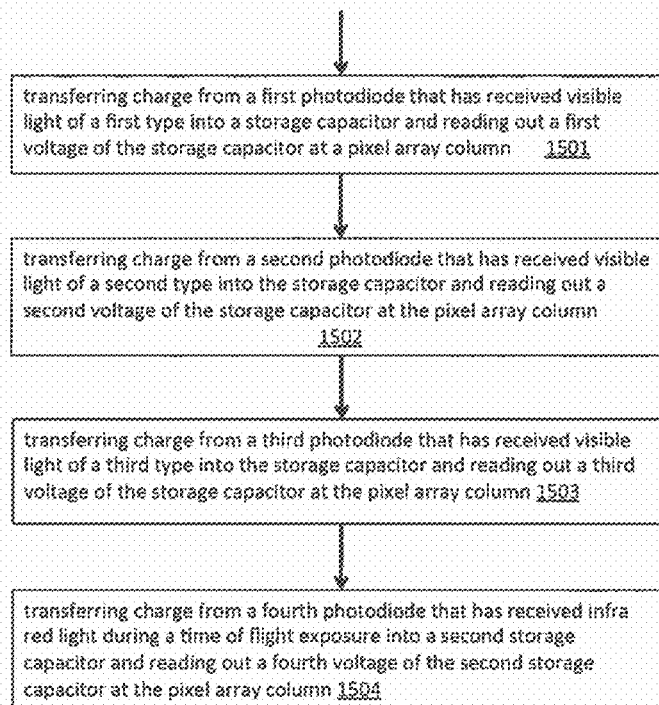 transferring charge from a first photodiode that has received visible
light of a first type into a storage capacitor and reading out a first
voltage of the storage capacitor at a pixel array column 1501
transferring charge from a second photodiode that has received visible
light of a second type into the storage capacitor and reading out a
second voltage of the storage capacitor at the pixel array column
1502
transferring charge from a third photodiode that has received visible
light of a third type into the storage capacitor and reading out a third
voltage of the storage capacitor at the pixel array column 1503
transferring charge from a fourth photodiode that has received infra
red light during a time of flight exposure into a second storage
capacitor and reading out a fourth voltage of the second storage
capacitor at the pixel array column 1504